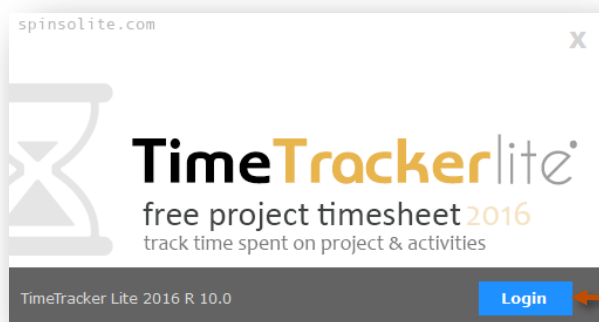 spinsolite.com
X
TimeTrackerlite
free project timesheet 2016
track time spent on project & activities
TimeTracker Lite 2016 R 10.0
Login